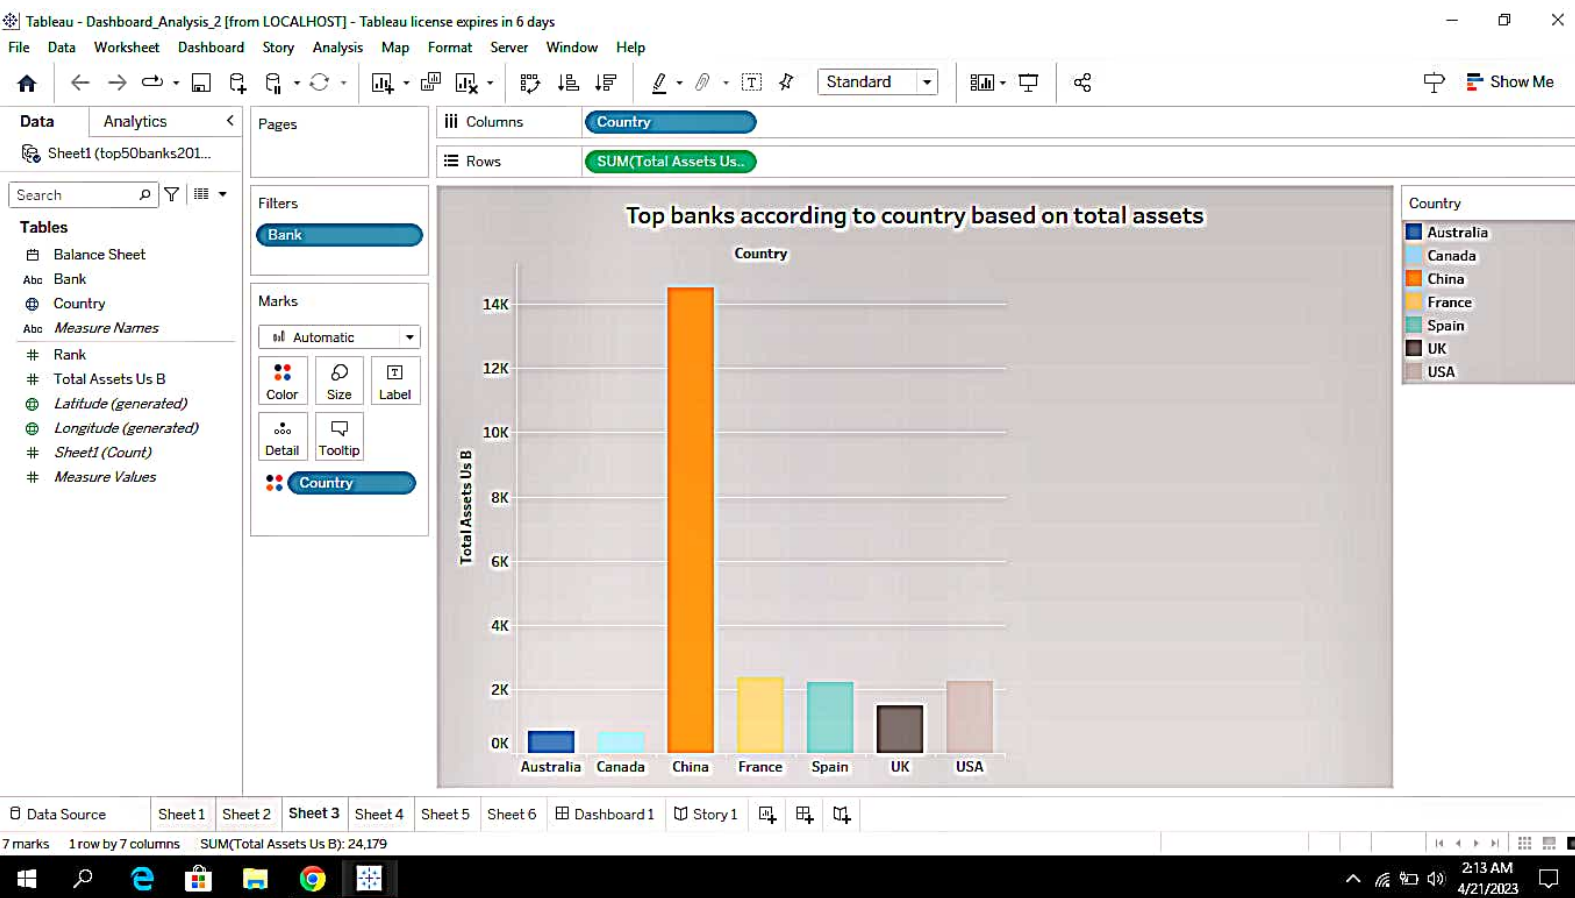 Tableau - Dashboard_Analysis_2 [from LOCALHOST] - Tableau license expires in 6 days
File Data Worksheet Dashboard Story Analysis Map Format Server Window Help
Standard
Show Me
Data Analytics
Sheet1 (top50banks201...
Search
Tables
Balance Sheet
Abc Bank
Country
Abc Measure Names
# Rank
# Total Assets Us B
Latitude (generated)
Longitude (generated)
# Sheet1 (Count)
# Measure Values
Pages
Filters
Bank
Marks
Automatic
Color Size Label
Detail Tooltip
Country
Columns Country
Rows SUM(Total Assets Us..
Top banks according to country based on total assets
Country
Total Assets Us B
14K
12K
10K
8K
6K
4K
2K
0K
Australia Canada China France Spain UK USA
Country
Australia
Canada
China
France
Spain
UK
USA
Data Source Sheet 1 Sheet 2 Sheet 3 Sheet 4 Sheet 5 Sheet 6 Dashboard 1 Story 1
7 marks 1 row by 7 columns SUM(Total Assets Us B): 24,179
2:13 AM
4/21/2023